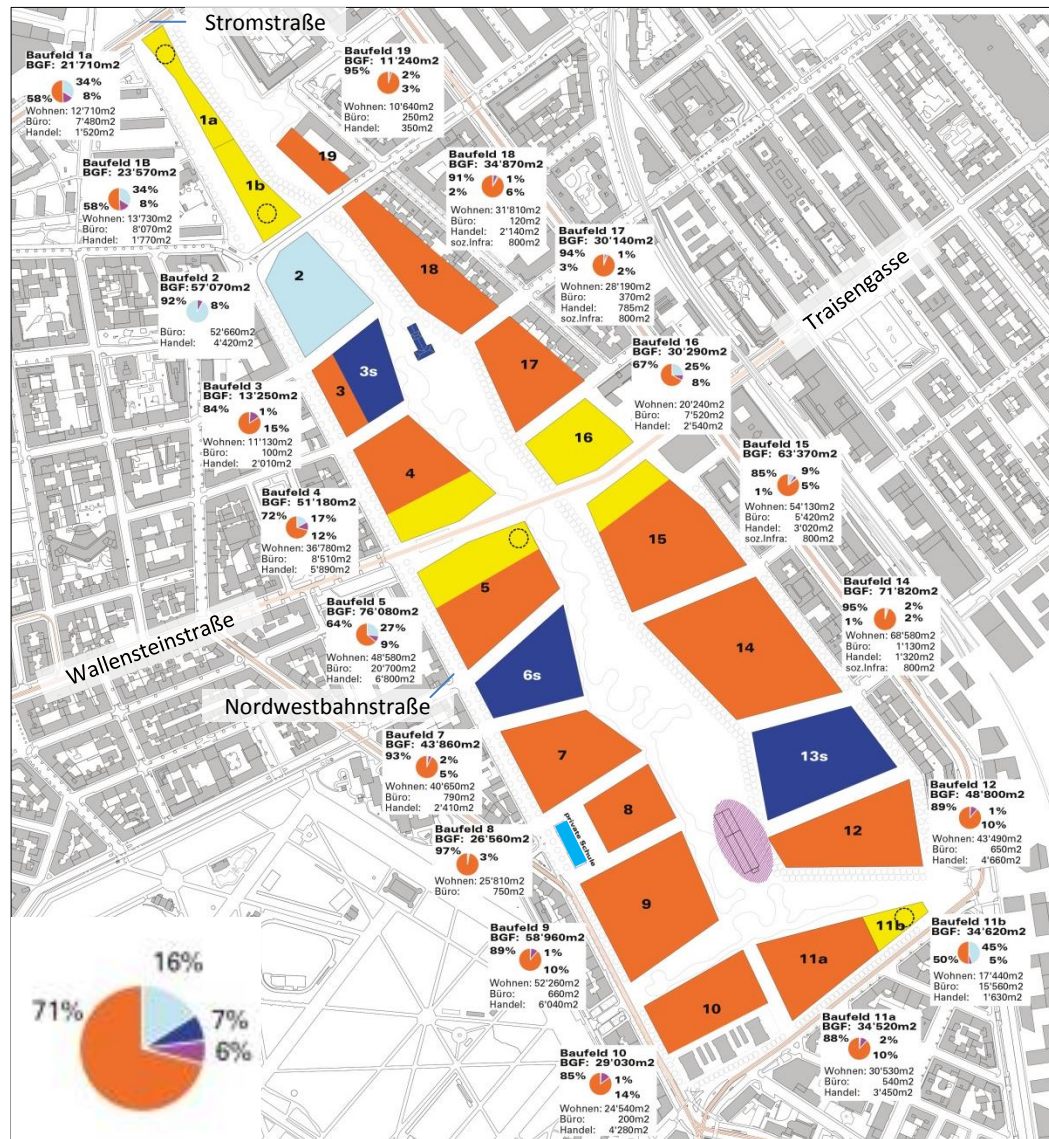 Stromstraße
Baufeld 1a
BGF: 21'710m2
34%
58%
8%
Wohnen: 12'710m2
Büro: 7'480m2
Handel: 1'520m2
Baufeld 19
BGF: 11'240m2
95%
2%
3%
Wohnen: 10'640m2
Büro: 250m2
Handel: 350m2
1a
19
Baufeld 1B
BGF: 23'570m2
34%
58%
8%
Wohnen: 13'730m2
Büro: 8'070m2
Handel: 1'770m2
1b
Baufeld 18
BGF: 34'870m2
91%
1%
2%
6%
Wohnen: 31'810m2
Büro: 120m2
Handel: 2'140m2
soz.Infra: 800m2
18
Baufeld 17
BGF: 30'140m2
94%
1%
3%
2%
Wohnen: 28'190m2
Büro: 370m2
Handel: 785m2
soz.Infra: 800m2
Traisengasse
Baufeld 2
BGF: 57'070m2
92%
8%
Büro: 52'660m2
Handel: 4'420m2
2
17
Baufeld 16
BGF: 30'290m2
67%
25%
8%
Wohnen: 20'240m2
Büro: 7'520m2
Handel: 2'540m2
Baufeld 3
BGF: 13'250m2
84%
1%
15%
Wohnen: 11'130m2
Büro: 100m2
Handel: 2'010m2
3
3s
16
Baufeld 15
BGF: 63'370m2
85%
9%
1%
5%
Wohnen: 54'130m2
Büro: 5'420m2
Handel: 3'020m2
soz.Infra: 800m2
Baufeld 4
BGF: 51'180m2
72%
17%
12%
Wohnen: 36'780m2
Büro: 8'510m2
Handel: 5'890m2
4
15
Baufeld 14
BGF: 71'820m2
95%
2%
1%
2%
Wohnen: 68'580m2
Büro: 1'130m2
Handel: 1'320m2
soz.Infra: 800m2
Wallensteinstraße
Baufeld 5
BGF: 76'080m2
64%
27%
9%
Wohnen: 48'580m2
Büro: 20'700m2
Handel: 6'800m2
5
14
Nordwestbahnstraße
6s
Baufeld 7
BGF: 43'860m2
93%
2%
5%
Wohnen: 40'650m2
Büro: 790m2
Handel: 2'410m2
7
13s
Baufeld 12
BGF: 48'800m2
89%
1%
10%
Wohnen: 43'490m2
Büro: 650m2
Handel: 4'660m2
Baufeld 8
BGF: 26'560m2
97%
3%
Wohnen: 25'810m2
Büro: 750m2
private Schule
8
12
Baufeld 9
BGF: 58'960m2
89%
1%
10%
Wohnen: 52'260m2
Büro: 660m2
Handel: 6'040m2
9
11a
11b
Baufeld 11b
BGF: 34'620m2
50%
45%
5%
Wohnen: 17'440m2
Büro: 15'560m2
Handel: 1'630m2
10
Baufeld 11a
BGF: 34'520m2
88%
2%
10%
Wohnen: 30'530m2
Büro: 540m2
Handel: 3'450m2
Baufeld 10
BGF: 29'030m2
85%
1%
14%
Wohnen: 24'540m2
Büro: 200m2
Handel: 4'280m2
16%
71%
7%
6%